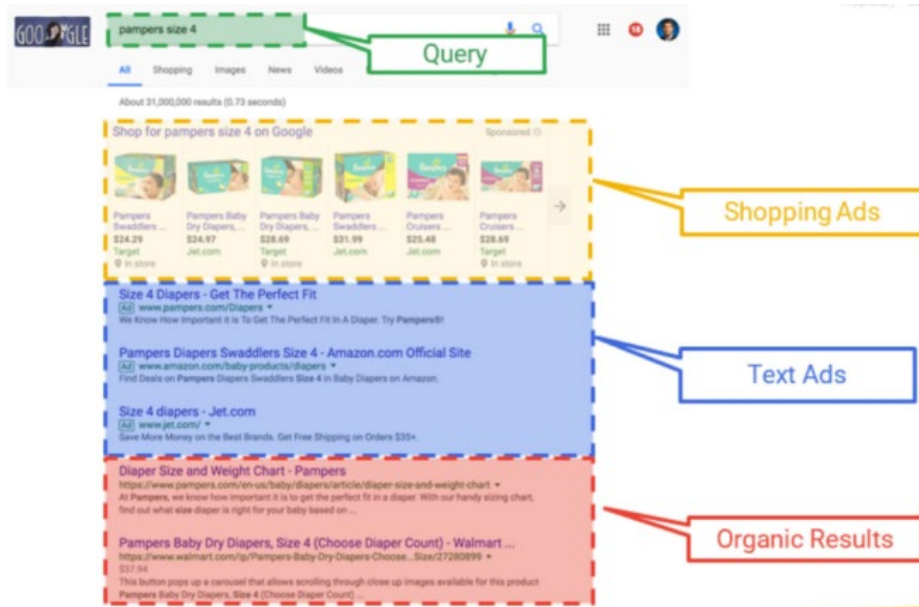 GOO GLE
pampers size 4
Query
All Shopping Images News Videos
About 31,000,000 results (0.73 seconds)
Shop for pampers size 4 on Google Sponsored
Pampers Swaddlers ...
$24.29
Target
In store
Pampers Baby Dry Diapers, ...
$24.97
Jet.com
Pampers Baby Dry Diapers, ...
$28.69
Target
In store
Pampers Swaddlers ...
$31.99
Jet.com
Pampers Cruisers ...
$25.48
Jet.com
Pampers Cruisers ...
$28.69
Target
In store
Shopping Ads
Size 4 Diapers - Get The Perfect Fit
Ad www.pampers.com/Diapers
We Know How Important it is To Get The Perfect Fit In A Diaper. Try Pampers®!
Pampers Diapers Swaddlers Size 4 - Amazon.com Official Site
Ad www.amazon.com/baby-products/diapers
Find Deals on Pampers Diapers Swaddlers Size 4 in Baby Diapers on Amazon.
Size 4 diapers - Jet.com
Ad www.jet.com/
Save More Money on the Best Brands. Get Free Shipping on Orders $35+.
Text Ads
Diaper Size and Weight Chart - Pampers
https://www.pampers.com/en-us/baby/diapers/article/diaper-size-and-weight-chart
At Pampers, we know how important it is to get the perfect fit in a diaper. With our handy sizing chart,
find out what size diaper is right for your baby based on ...
Pampers Baby Dry Diapers, Size 4 (Choose Diaper Count) - Walmart ...
https://www.walmart.com/ip/Pampers-Baby-Dry-Diapers-Choose...Size/27280899
$37.94
This button pops up a carousel that allows scrolling through close up images available for this product
Pampers Baby Dry Diapers, Size 4 (Choose Diaper Count) ...
Organic Results